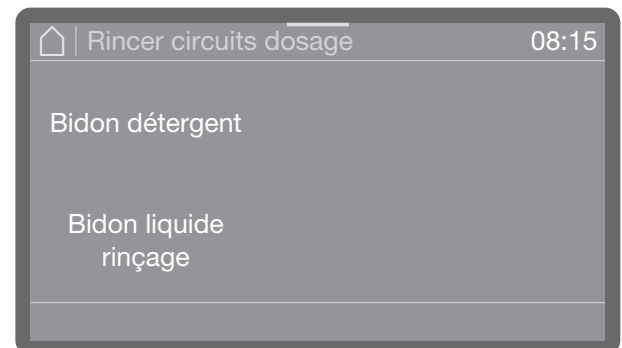 Rincer circuits dosage 08:15
Bidon détergent
Bidon liquide
rinçage